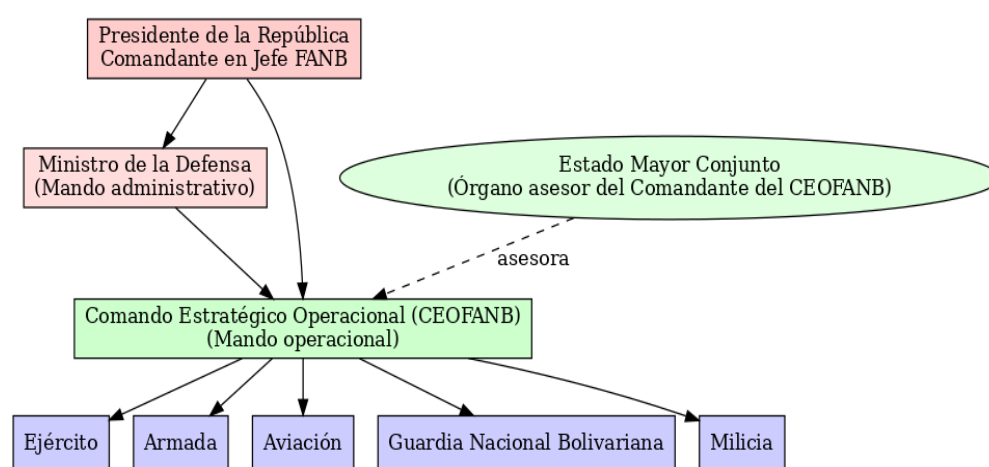 Presidente de la República
Comandante en Jefe FANB
Ministro de la Defensa
(Mando administrativo)
Estado Mayor Conjunto
(Órgano asesor del Comandante del CEOFANB)
asesora
Comando Estratégico Operacional (CEOFANB)
(Mando operacional)
Ejército
Armada
Aviación
Guardia Nacional Bolivariana
Milicia